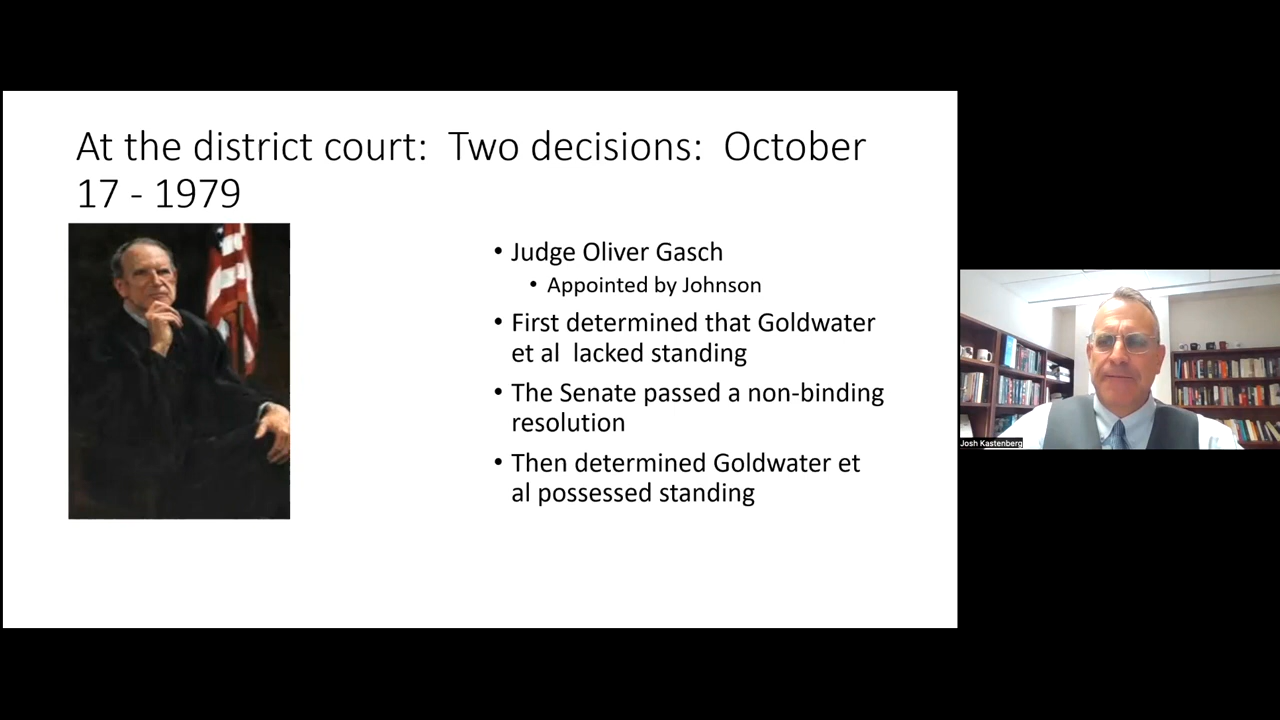 At the district court:  Two decisions:  October
17 - 1979
• Judge Oliver Gasch
• Appointed by Johnson
• First determined that Goldwater
et al  lacked standing
• The Senate passed a non-binding
resolution
• Then determined Goldwater et
al possessed standing
Josh Kastenberg